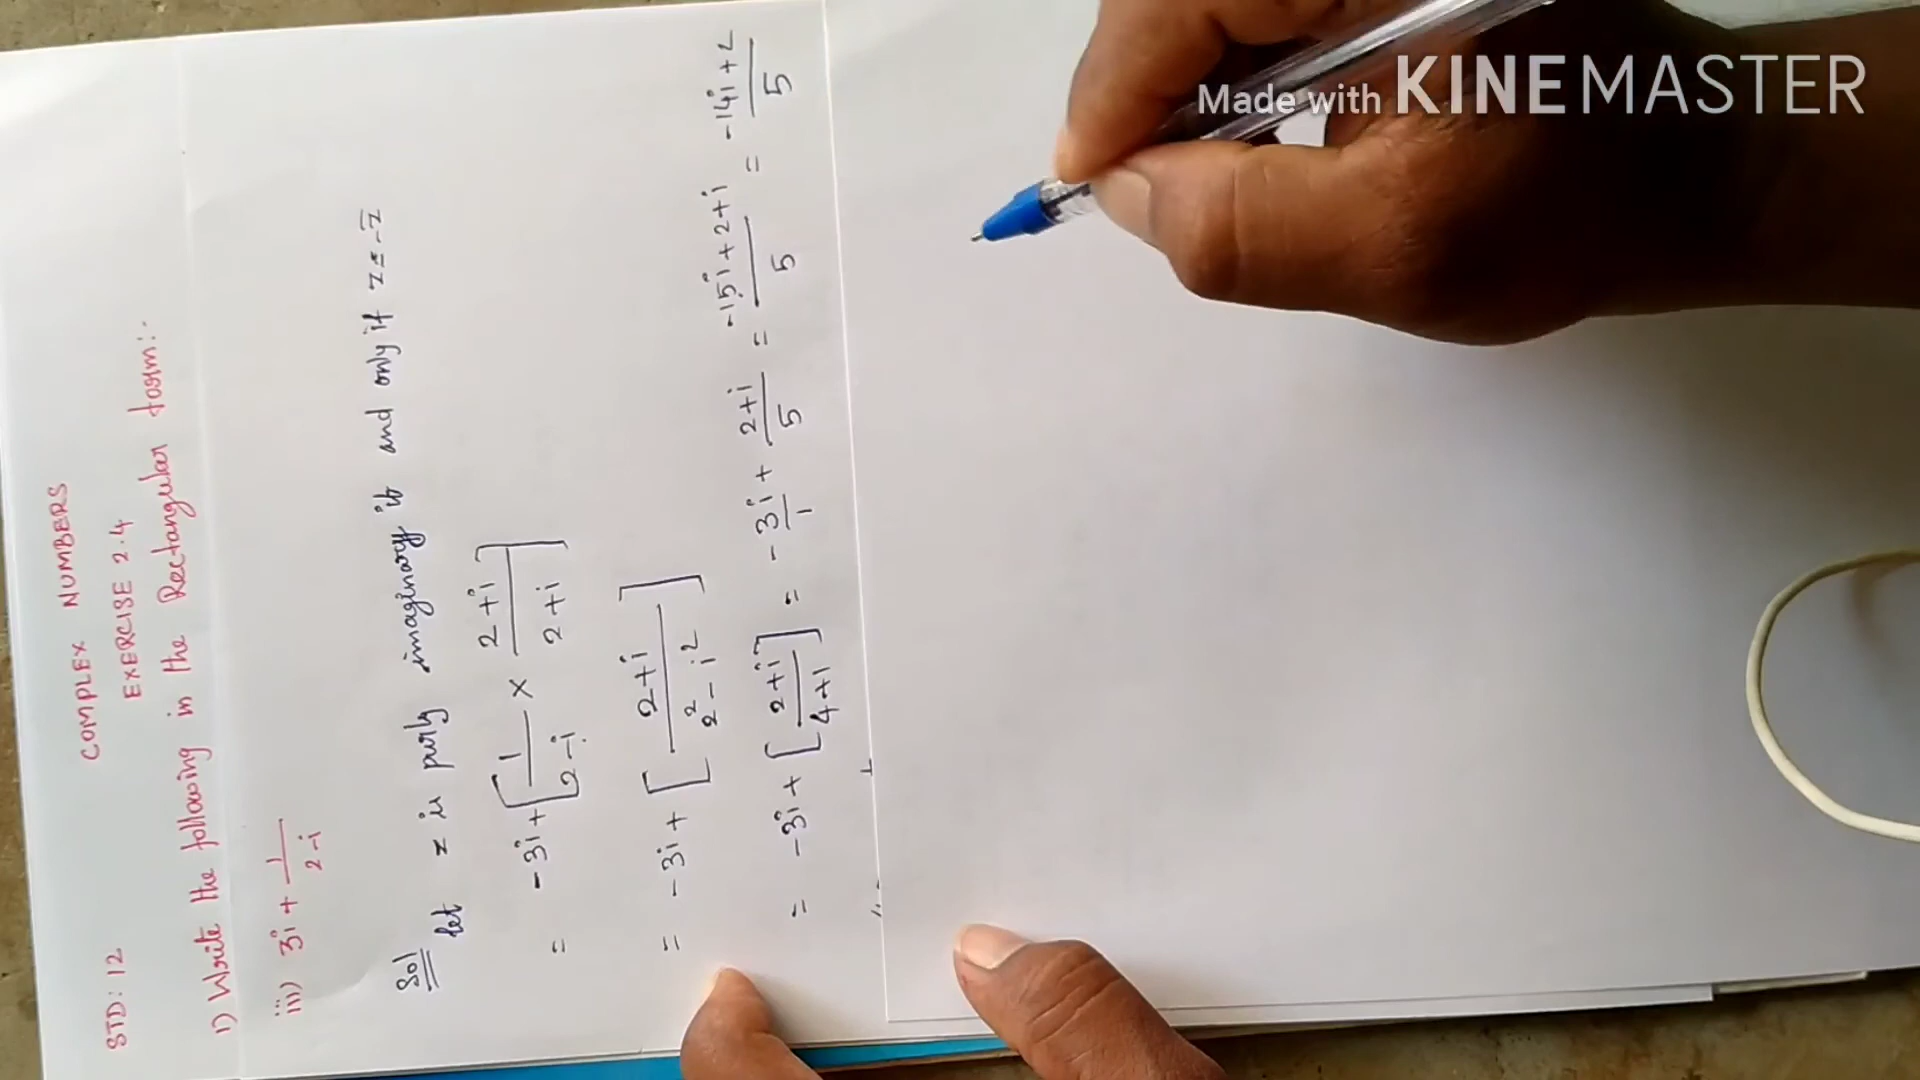 COMPLEX NUMBERS
STD: 12 EXERCISE 2.4
1) Write the following in the Rectangular form:
iii) \overline{3i} + 1/(2-i)
Sol
let z is purly imaginary if and only if z = -z̄
= -3i + [1/(2-i) × (2+i)/(2+i)]
= -3i + [(2+i)/(2² - i²)]
= -3i + [(2+i)/(4+1)] = -3i/1 + (2+i)/5 = (-15i+2+i)/5 = (-14i+2)/5
Made with KINEMASTER